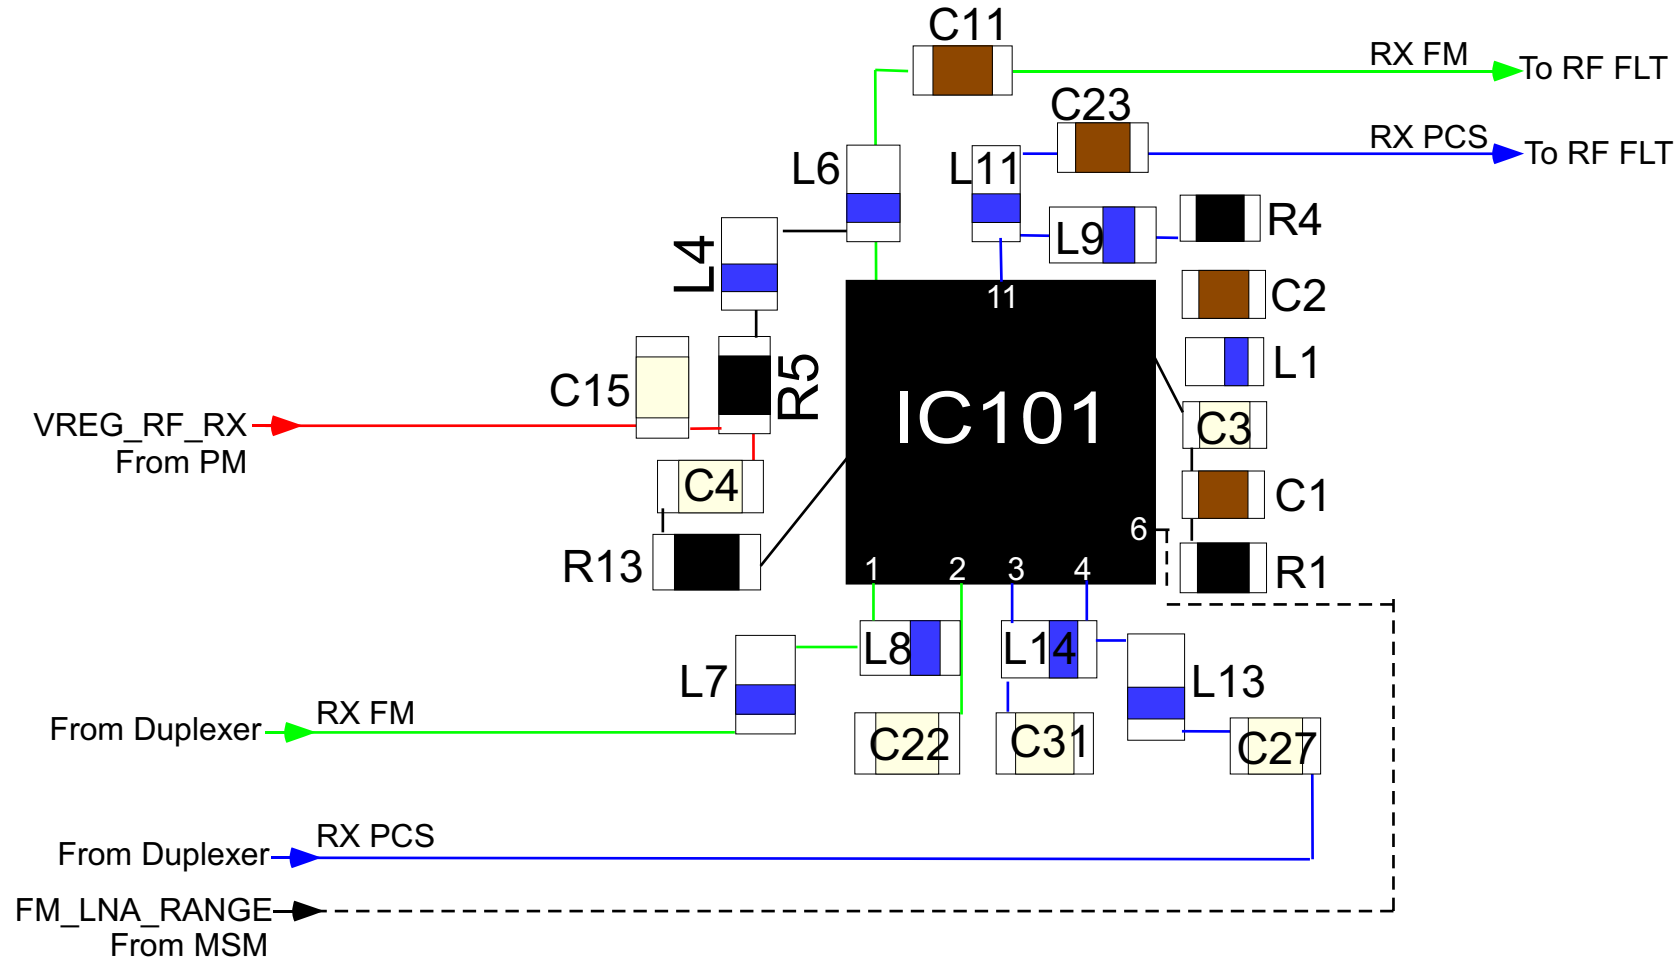 C11
RX FM
To RF FLT
C23
RX PCS
To RF FLT
L6
L11
L9
R4
L4
11
C2
L1
C15
R5
IC101
C3
VREG_RF_RX
From PM
C4
C1
6
R13
1
2
3
4
R1
L8
L14
L7
L13
RX FM
From Duplexer
C22
C31
C27
RX PCS
From Duplexer
FM_LNA_RANGE
From MSM